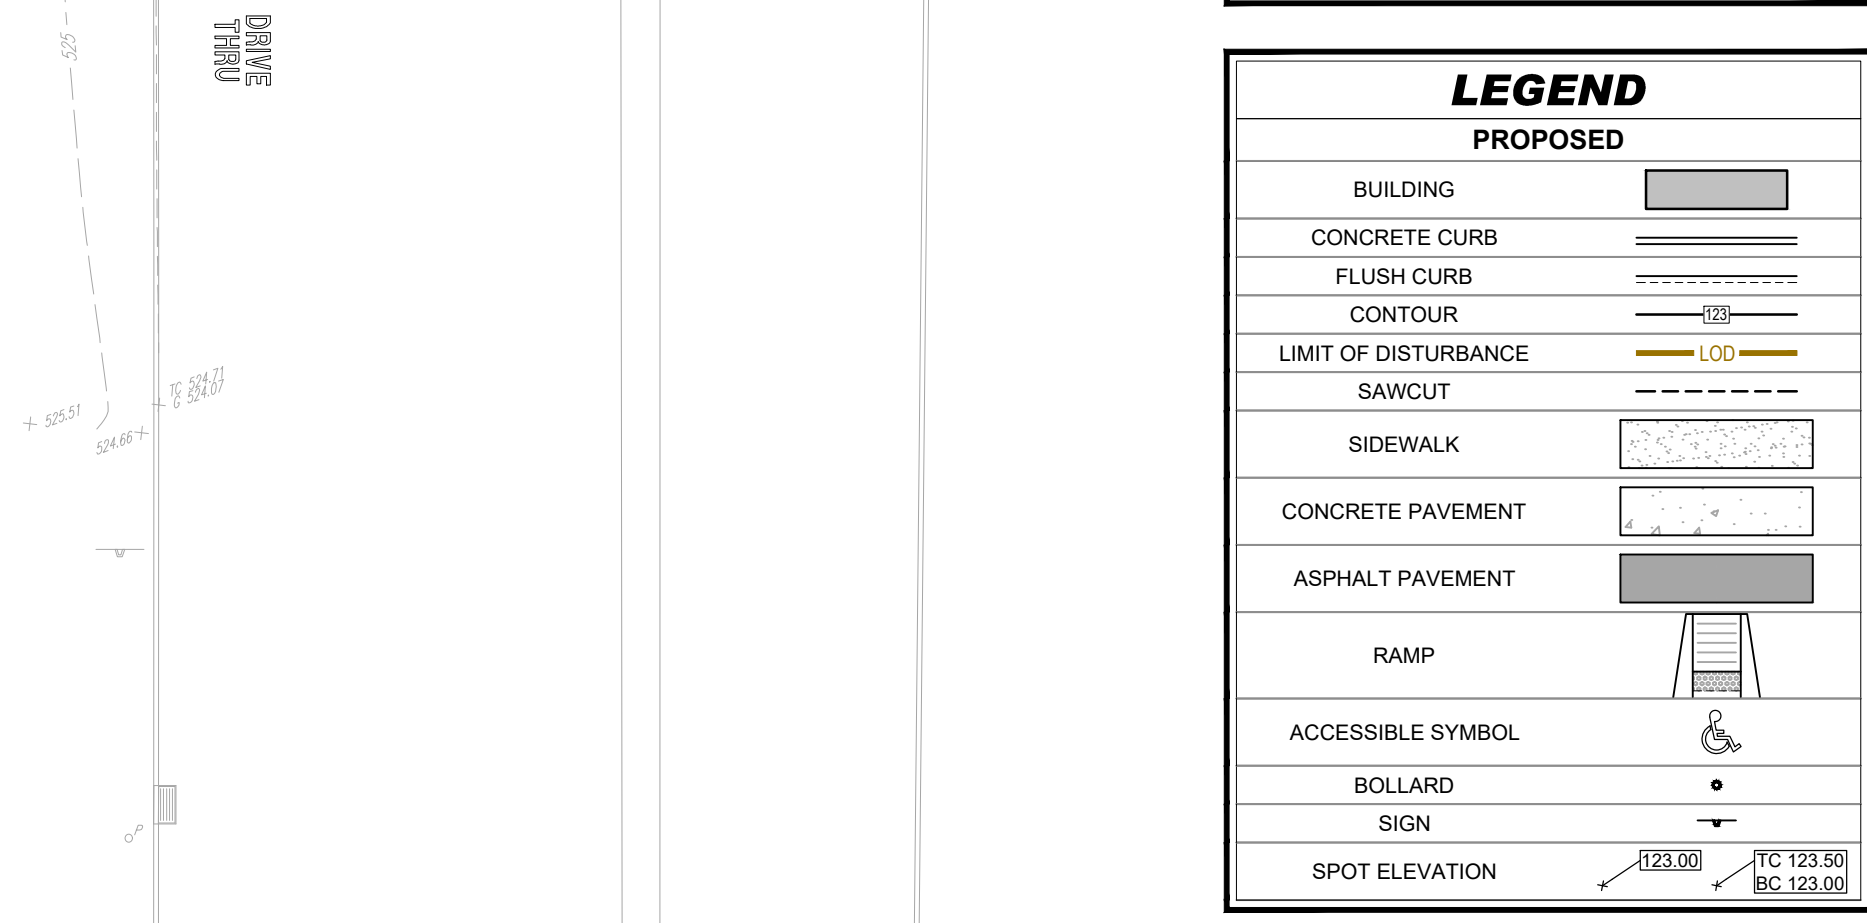 525
DRIVE
THRU
TC 524.71
G 524.07
525.51
524.66
P
LEGEND
PROPOSED
BUILDING
CONCRETE CURB
FLUSH CURB
CONTOUR
123
LIMIT OF DISTURBANCE
LOD
SAWCUT
SIDEWALK
CONCRETE PAVEMENT
ASPHALT PAVEMENT
RAMP
ACCESSIBLE SYMBOL
BOLLARD
SIGN
SPOT ELEVATION
123.00
TC 123.50
BC 123.00